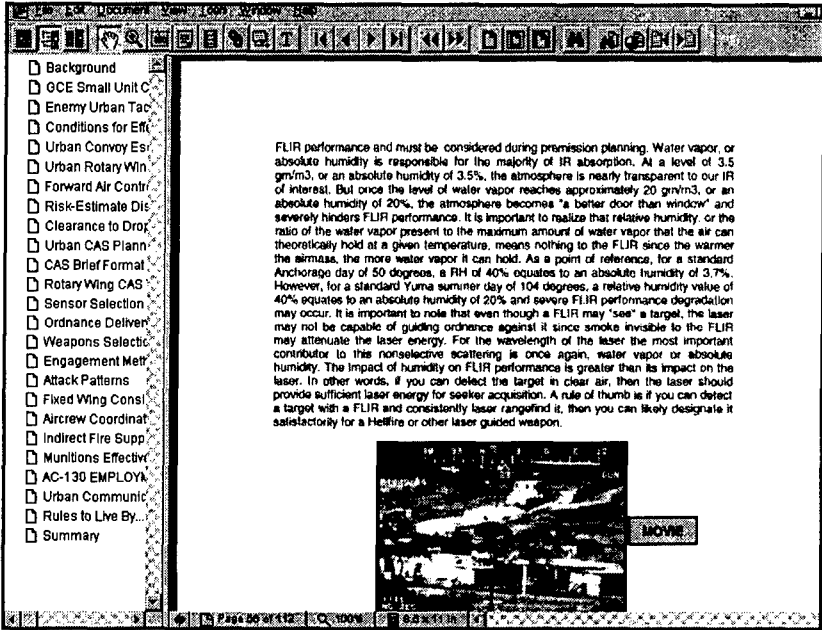 File Edit Document View Tools Window Help
Background
GCE Small Unit C
Enemy Urban Tac
Conditions for Eff
Urban Convoy Es
Urban Rotary Win
Forward Air Contr
Risk-Estimate Dis
Clearance to Drop
Urban CAS Plann
CAS Brief Format
Rotary Wing CAS
Sensor Selection
Ordnance Deliver
Weapons Selectic
Engagement Meth
Attack Patterns
Fixed Wing Consi
Aircrew Coordinat
Indirect Fire Supp
Munitions Effective
AC-130 EMPLOYM
Urban Communic
Rules to Live By...
Summary
FLIR performance and must be considered during premission planning. Water vapor, or
absolute humidity is responsible for the majority of IR absorption. At a level of 3.5
gm/m3, or an absolute humidity of 3.5%, the atmosphere is nearly transparent to our IR
of interest. But once the level of water vapor reaches approximately 20 gm/m3, or an
absolute humidity of 20%, the atmosphere becomes "a better door than window" and
severely hinders FLIR performance. It is important to realize that relative humidity, or the
ratio of the water vapor present to the maximum amount of water vapor that the air can
theoretically hold at a given temperature, means nothing to the FLIR since the warmer
the airmass, the more water vapor it can hold. As a point of reference, for a standard
Anchorage day of 50 degrees, a RH of 40% equates to an absolute humidity of 3.7%.
However, for a standard Yuma summer day of 104 degrees, a relative humidity value of
40% equates to an absolute humidity of 20% and severe FLIR performance degradation
may occur. It is important to note that even though a FLIR may "see" a target, the laser
may not be capable of guiding ordnance against it since smoke invisible to the FLIR
may attenuate the laser energy. For the wavelength of the laser the most important
contributor to this nonselective scattering is once again, water vapor or absolute
humidity. The impact of humidity on FLIR performance is greater than its impact on the
laser. In other words, if you can detect the target in clear air, then the laser should
provide sufficient laser energy for seeker acquisition. A rule of thumb is if you can detect
a target with a FLIR and consistently laser rangefind it, then you can likely designate it
satisfactorily for a Hellfire or other laser guided weapon.
MOVIE
Page 56 of 112 100% 8.5 x 11 in